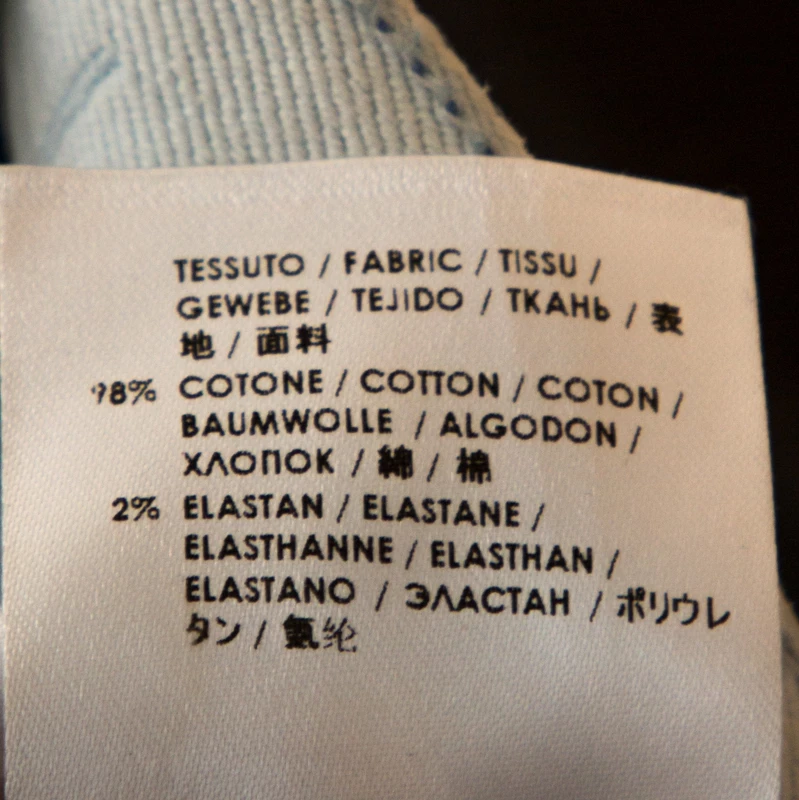 TESSUTO / FABRIC / TISSU /
GEWEBE / TEJIDO / ТКАНЬ / 表
地 / 面料
98% COTONE / COTTON / COTON /
BAUMWOLLE / ALGODON /
ХЛОПОК / 綿 / 棉
2% ELASTAN / ELASTANE /
ELASTHANNE / ELASTHAN /
ELASTANO / ЭЛАСТАН / ポリウレ
タン / 氨纶